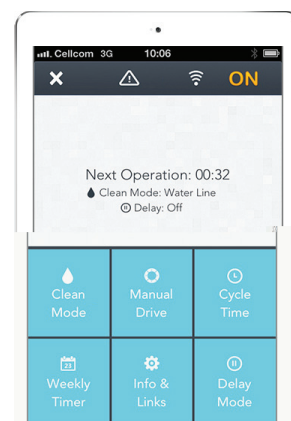 Cellcom 3G 10:06
ON
Next Operation: 00:32
Clean Mode: Water Line
Delay: Off
Clean Mode
Manual Drive
Cycle Time
23
Weekly Timer
Info & Links
Delay Mode